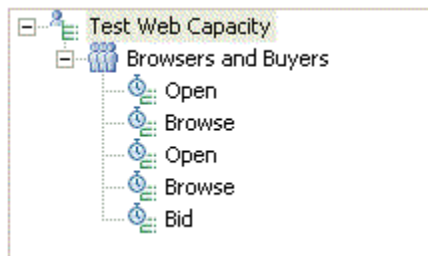 Test Web Capacity
Browsers and Buyers
Open
Browse
Open
Browse
Bid